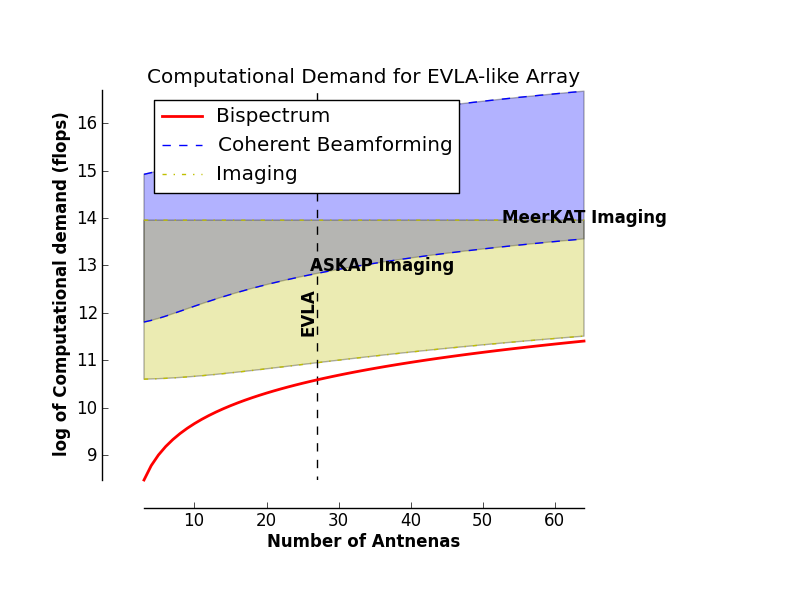 Computational Demand for EVLA-like Array
Bispectrum
Coherent Beamforming
Imaging
MeerKAT Imaging
ASKAP Imaging
EVLA
log of Computational demand (flops)
16
15
14
13
12
11
10
9
10 20 30 40 50 60
Number of Antnenas